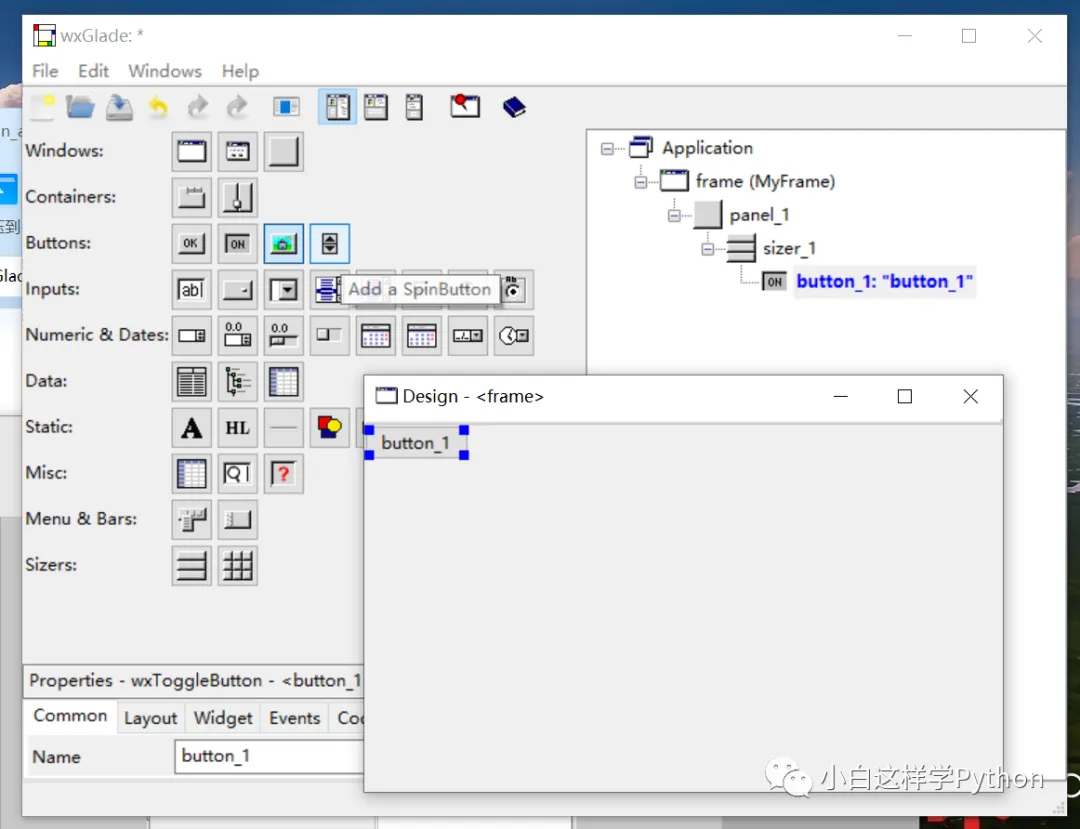 wxGlade: *
File Edit Windows Help
Windows:
Containers:
Buttons:
OK ON
Inputs:
ab Add a SpinButton
Numeric & Dates:
0.0 0.0
Data:
Static:
A HL
Misc:
?
Menu & Bars:
Sizers:
Application
frame (MyFrame)
panel_1
sizer_1
ON button_1: "button_1"
Design - <frame>
button_1
Properties - wxToggleButton - <button_1
Common Layout Widget Events Coc
Name button_1
小白这样学Python